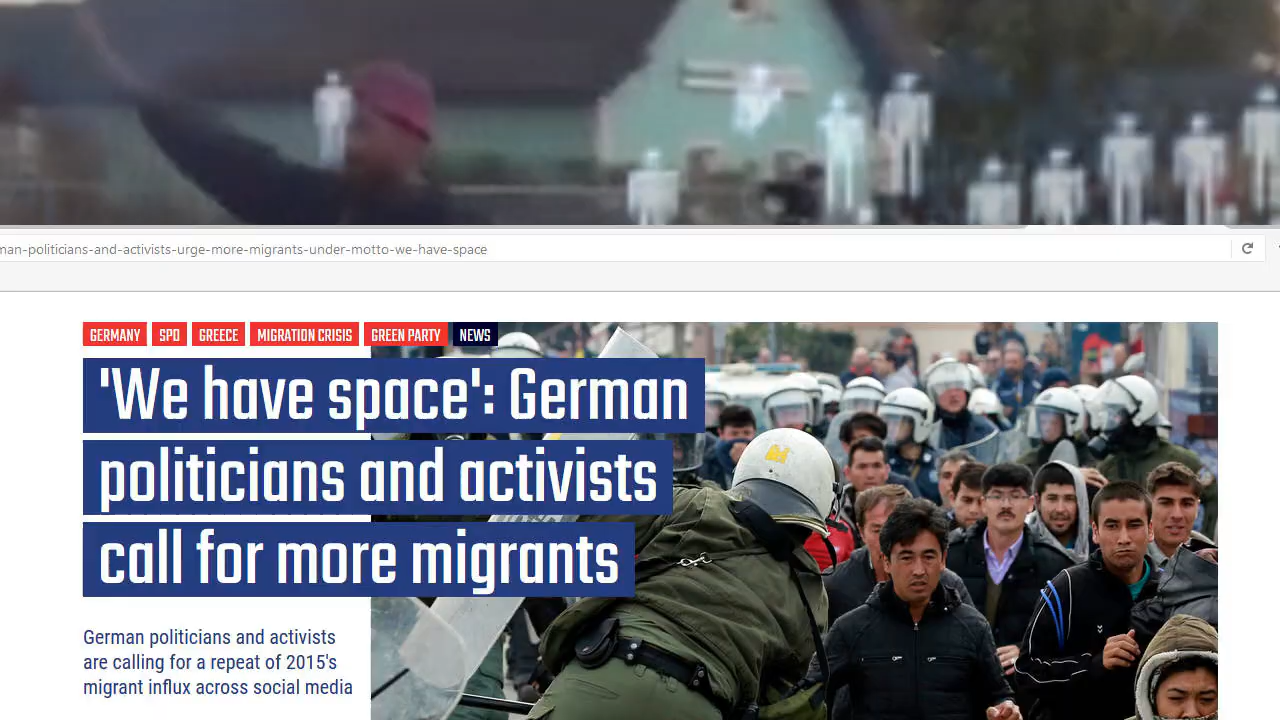 man-politicians-and-activists-urge-more-migrants-under-motto-we-have-space
GERMANY SPD GREECE MIGRATION CRISIS GREEN PARTY NEWS
'We have space': German
politicians and activists
call for more migrants
German politicians and activists
are calling for a repeat of 2015's
migrant influx across social media